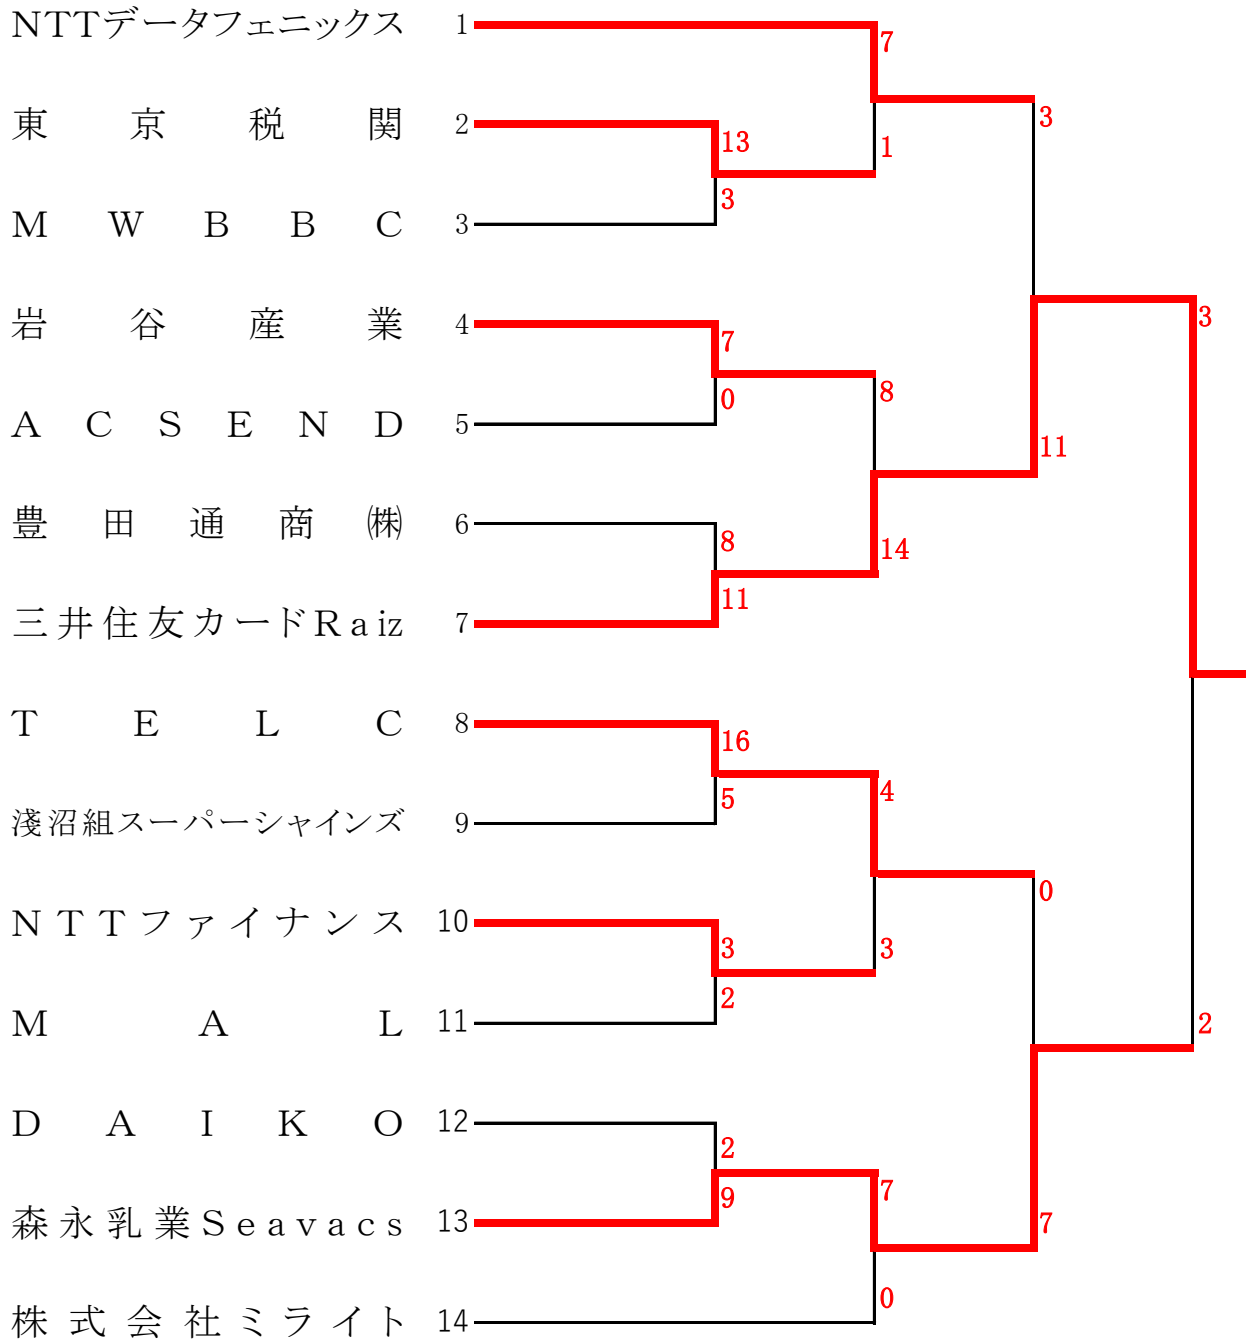 NTTデータフェニックス 1
7
3
東京税関 2
13
1
3
MWBBC 3
岩谷産業 4
3
7
8
0
ACSEND 5
11
豊田通商㈱ 6
8
14
11
三井住友カードRaiz 7
TELC 8
16
4
5
淺沼組スーパーシャインズ 9
0
NTTファイナンス 10
3
3
2
MAL 11
2
DAIKO 12
2
7
9
森永乳業Seavacs 13
7
0
株式会社ミライト 14